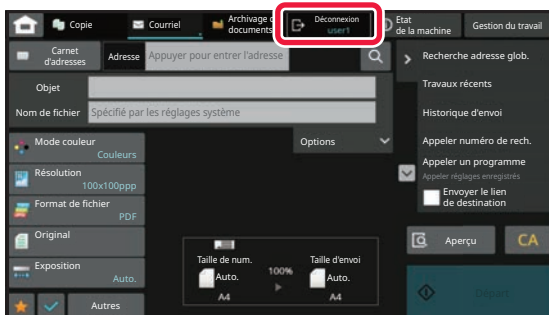 Copie
Courriel
Archivage de
documents
Déconnexion
user1
Etat
de la machine
Gestion du travail
Carnet
d'adresses
Adresse
Appuyer pour entrer l'adresse
Recherche adresse glob.
Objet
Travaux récents
Nom de fichier
Spécifié par les réglages système
Historique d'envoi
Mode couleur
Couleurs
Options
Appeler numéro de rech.
Résolution
100x100ppp
Appeler un programme
Appeler réglages enregistrés
Format de fichier
PDF
Envoyer le lien
de destination
Original
Aperçu
CA
Exposition
Auto.
Taille de num.
Auto.
A4
100%
Taille d'envoi
Auto.
A4
Départ
Autres